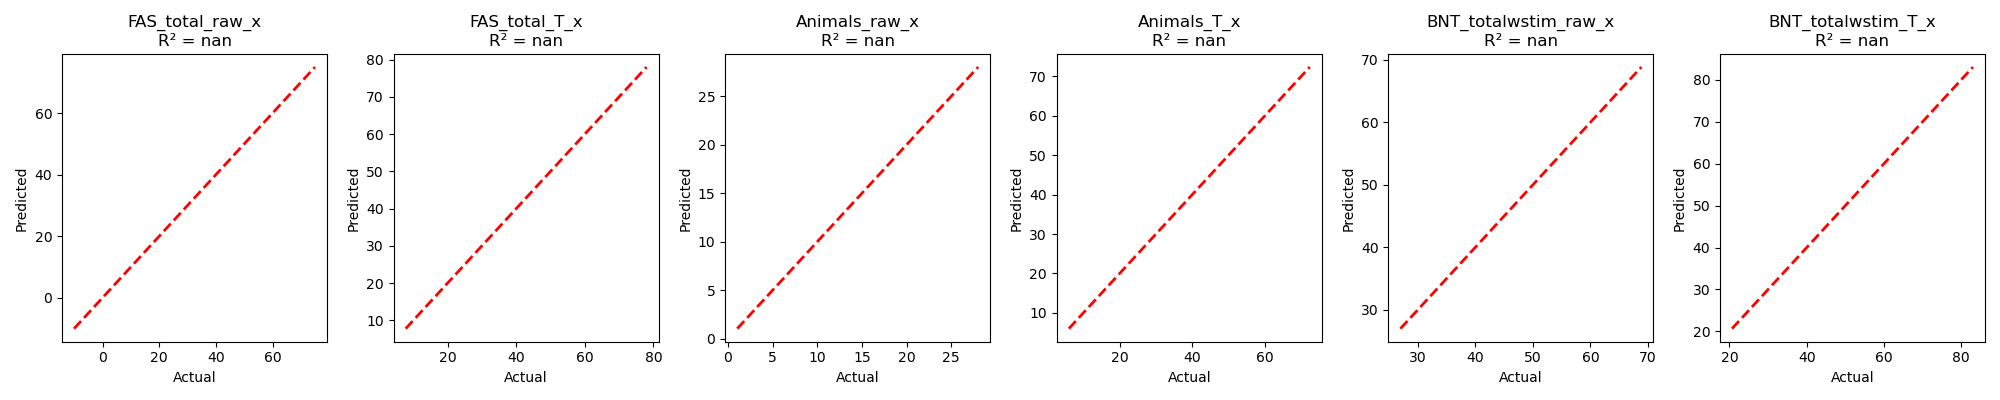 FAS_total_raw_x
R² = nan
60
40
20
0
Predicted
0 20 40 60
Actual
FAS_total_T_x
R² = nan
80
70
60
50
40
30
20
10
Predicted
20 40 60 80
Actual
Animals_raw_x
R² = nan
25
20
15
10
5
0
Predicted
0 5 10 15 20 25
Actual
Animals_T_x
R² = nan
70
60
50
40
30
20
10
Predicted
20 40 60
Actual
BNT_totalwstim_raw_x
R² = nan
70
60
50
40
30
Predicted
30 40 50 60 70
Actual
BNT_totalwstim_T_x
R² = nan
80
70
60
50
40
30
20
Predicted
20 40 60 80
Actual